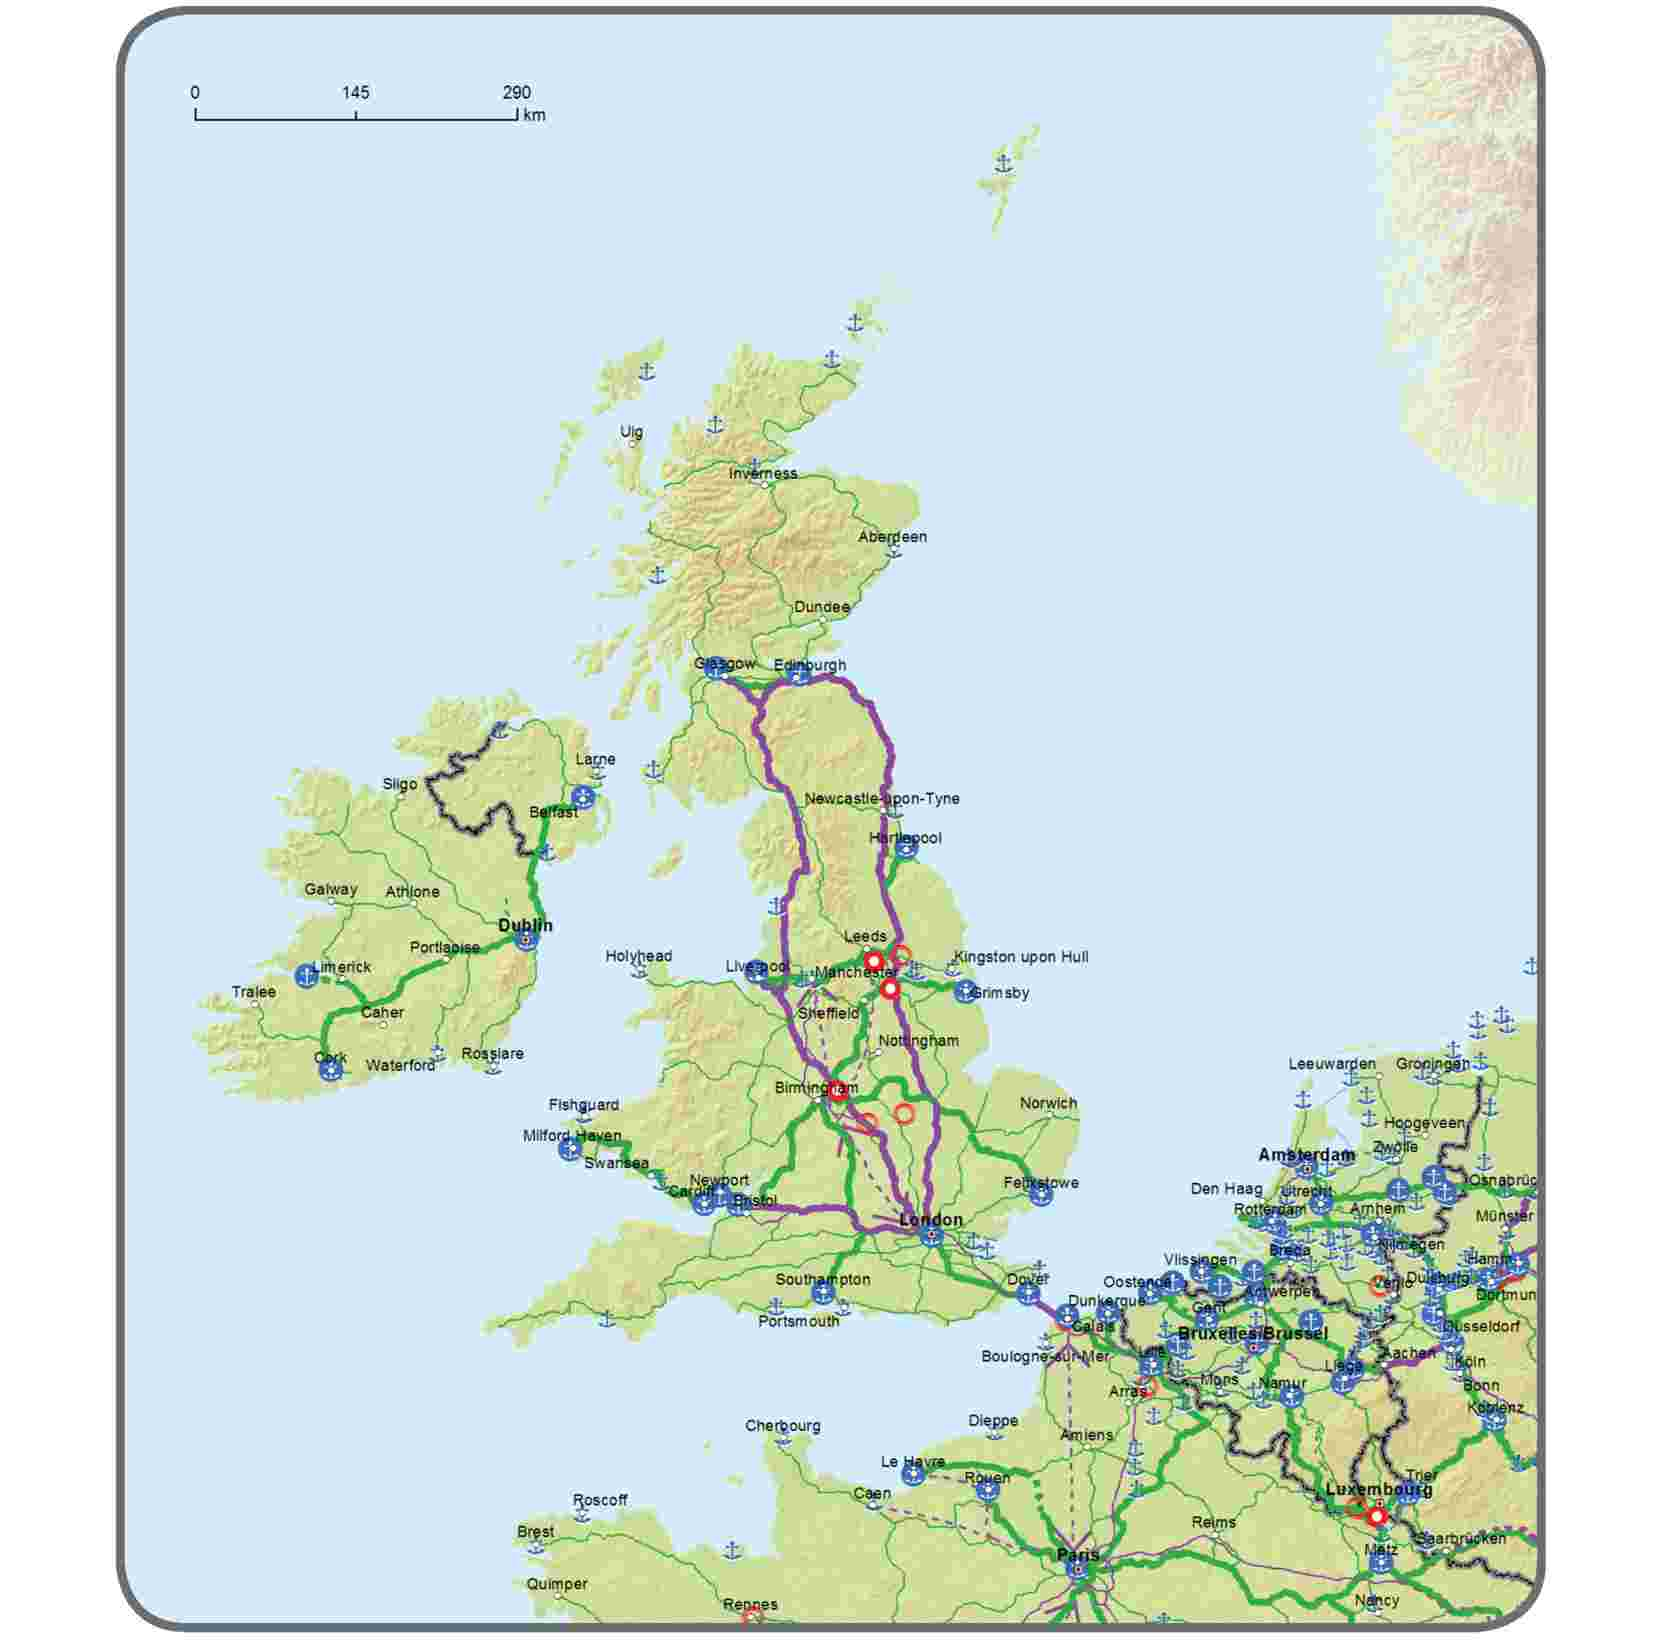 0 145 290
km
Uig
Inverness
Aberdeen
Dundee
Glasgow Edinburgh
Larne
Sligo
Newcastle-upon-Tyne
Belfast
Hartlepool
Galway Athlone
Dublin
Leeds
Portlaoise
Holyhead
Kingston upon Hull
Limerick
Liverpool
Manchester
Tralee
Grimsby
Caher
Sheffield
Nottingham
Cork
Waterford
Rosslare
Leeuwarden Groningen
Birmingham
Fishguard
Norwich
Hoogeveen
Milford Haven
Zwolle
Amsterdam
Swansea
Newport
Felixstowe
Osnabrüc
Cardiff
Bristol
Den Haag
Utrecht
Rotterdam
Arnhem
Münster
London
Nijmegen
Breda
Vlissingen
Hamm
Southampton
Dover
Oostende
Venlo
Duisburg
Antwerpen
Dortmun
Dunkerque
Gent
Portsmouth
Calais
Düsseldorf
Bruxelles/Brussel
Boulogne-sur-Mer
Lille
Aachen
Liège
Köln
Mons
Namur
Bonn
Arras
Koblenz
Cherbourg
Dieppe
Amiens
Le Havre
Rouen
Trier
Luxembourg
Caen
Roscoff
Reims
Brest
Saarbrücken
Paris
Metz
Quimper
Rennes
Nancy